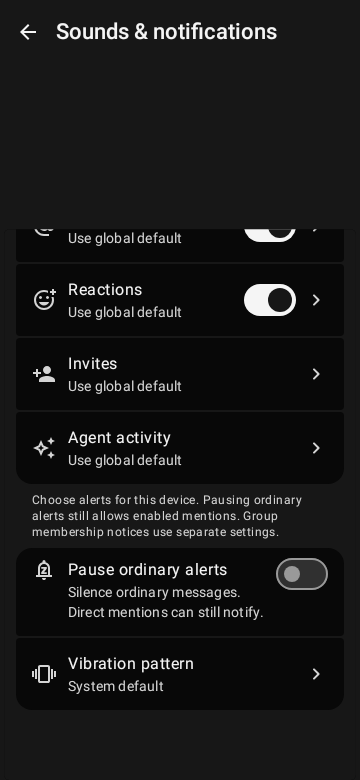 Sounds & notifications
Use global default
Reactions
Use global default
Invites
Use global default
Agent activity
Use global default
Choose alerts for this device. Pausing ordinary
alerts still allows enabled mentions. Group
membership notices use separate settings.
Pause ordinary alerts
Silence ordinary messages.
Direct mentions can still notify.
Vibration pattern
System default